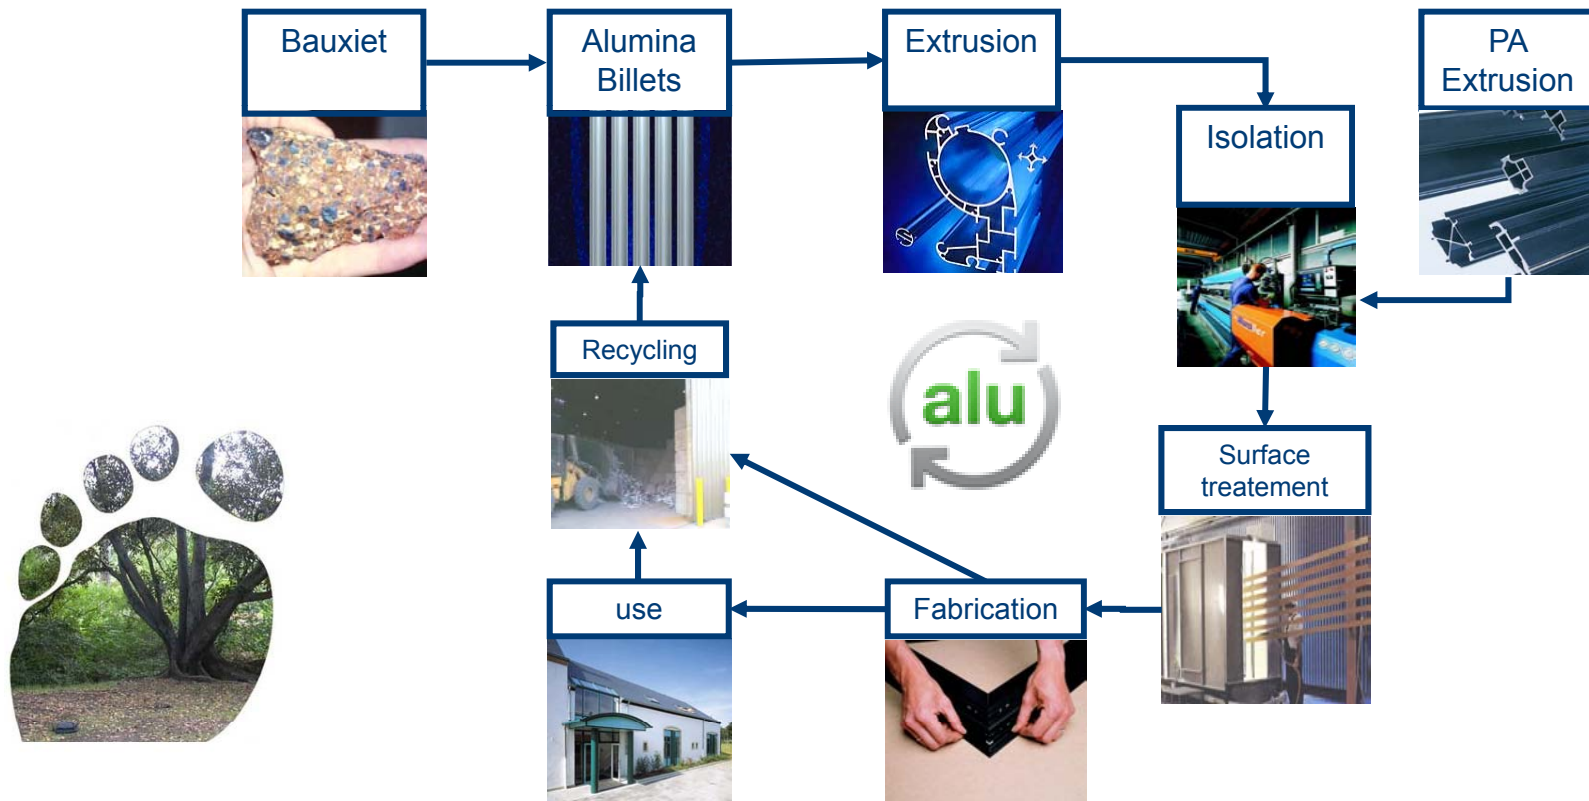 Bauxiet
Alumina
Billets
Extrusion
PA
Extrusion
Isolation
Recycling
alu
Surface
treatement
use
Fabrication